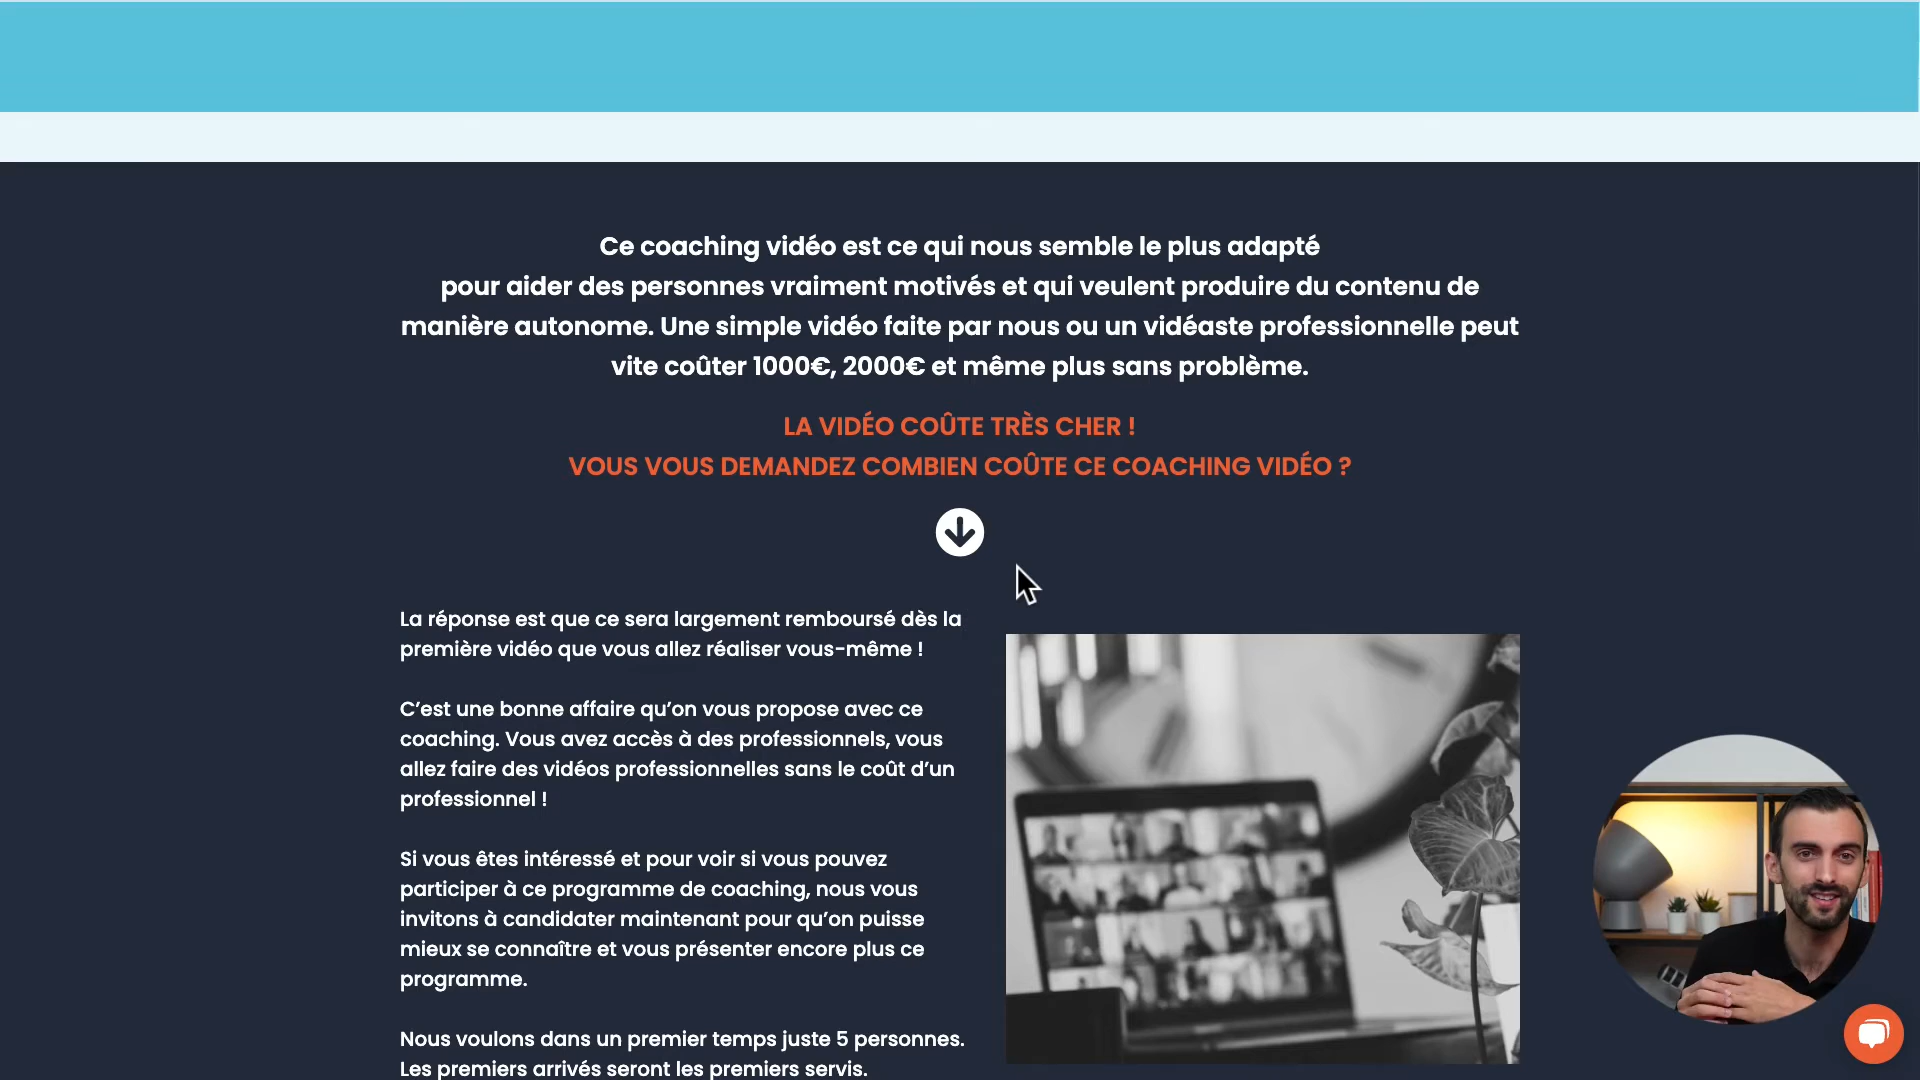 Ce coaching vidéo est ce qui nous semble le plus adapté
pour aider des personnes vraiment motivés et qui veulent produire du contenu de
manière autonome. Une simple vidéo faite par nous ou un vidéaste professionnelle peut
vite coûter 1000€, 2000€ et même plus sans problème.
LA VIDÉO COÛTE TRÈS CHER !
VOUS VOUS DEMANDEZ COMBIEN COÛTE CE COACHING VIDÉO ?
La réponse est que ce sera largement remboursé dès la
première vidéo que vous allez réaliser vous-même !
C’est une bonne affaire qu’on vous propose avec ce
coaching. Vous avez accès à des professionnels, vous
allez faire des vidéos professionnelles sans le coût d’un
professionnel !
Si vous êtes intéressé et pour voir si vous pouvez
participer à ce programme de coaching, nous vous
invitons à candidater maintenant pour qu’on puisse
mieux se connaître et vous présenter encore plus ce
programme.
Nous voulons dans un premier temps juste 5 personnes.
Les premiers arrivés seront les premiers servis.